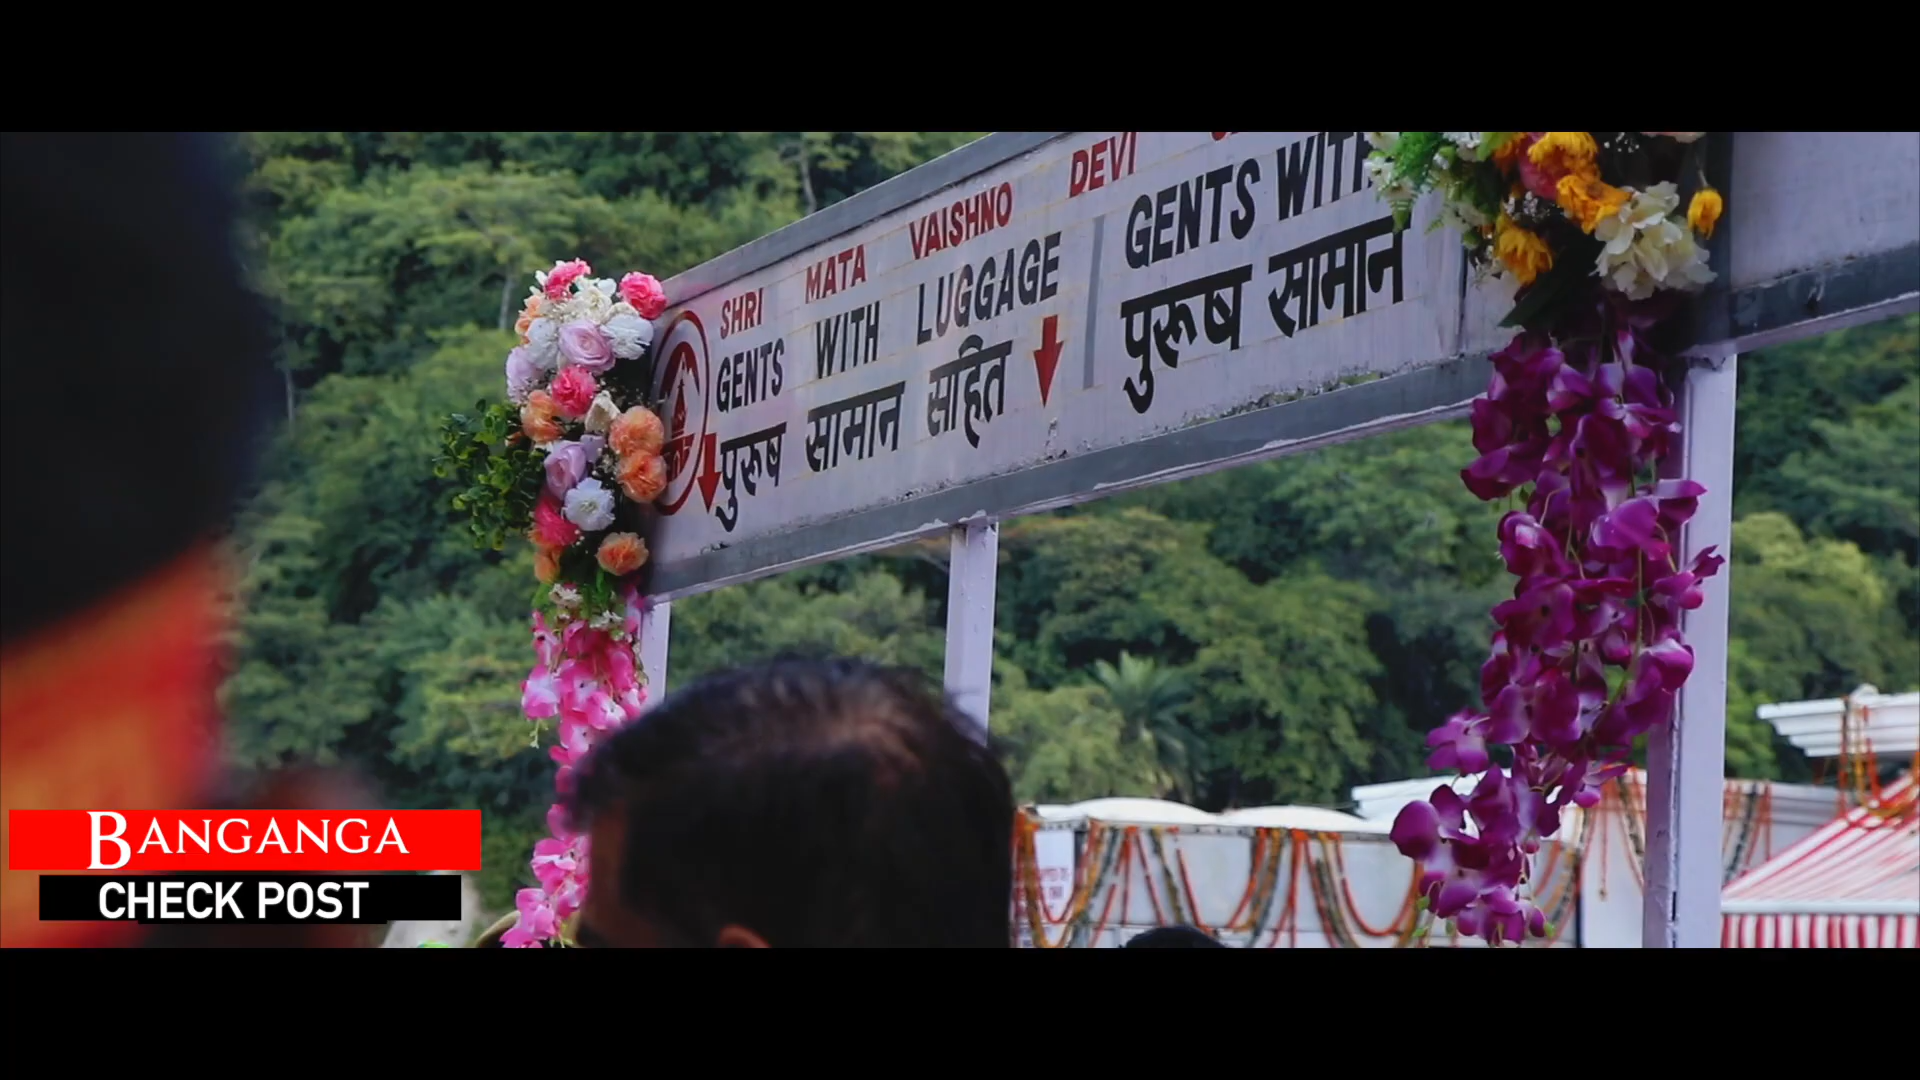 SHRI MATA VAISHNO DEVI
GENTS WITH LUGGAGE
पुरूष सामान सहित
GENTS WITH
पुरूष सामान
BANGANGA
CHECK POST